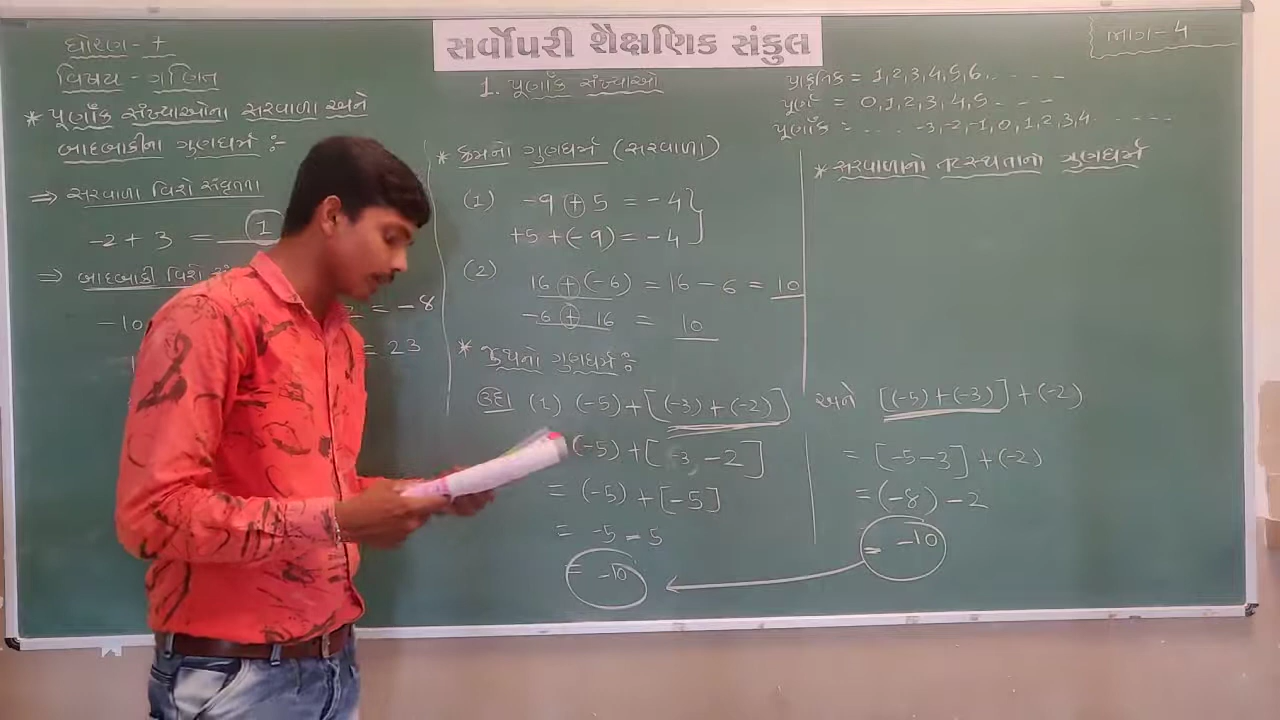 સર્વોપરી શૈક્ષણિક સંકુલ
ધોરણ - 7
વિષય - ગણિત
ભાગ - 4
1. પૂર્ણાંક સંખ્યાઓ
પ્રાકૃતિક = 1,2,3,4,5,6. - - - -
પૂર્ણ = 0,1,2,3,4,5 - - - -
પૂર્ણાંક = .... -3,-2,-1,0,1,2,3,4. - - - - -
* પૂર્ણાંક સંખ્યાઓના સરવાળા અને
બાદબાકીના ગુણધર્મ :-
⇒ સરવાળા વિશે સંવૃતતા
-2 + 3 = 1
⇒ બાદબાકી વિશે
-10
= -8
= 23
* ક્રમનો ગુણધર્મ (સરવાળા)
(1) -9 + 5 = -4
+5 + (-9) = -4
(2) 16 + (-6) = 16 - 6 = 10
-6 + 16 = 10
* જુથનો ગુણધર્મ :
ઉદા (1) (-5) + [(-3) + (-2)] અને [(-5) + (-3)] + (-2)
(-5) + [-3, -2]
= (-5) + [-5]
= -5 - 5
= -10
= [-5 - 3] + (-2)
= (-8) - 2
= -10
* સરવાળાનો તટસ્થતાનો ગુણધર્મ